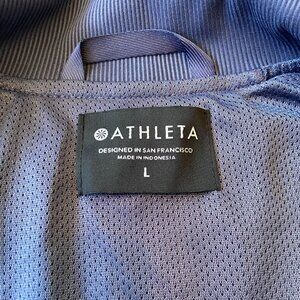 ATHLETA
DESIGNED IN SAN FRANCISCO
MADE IN INDONESIA
L